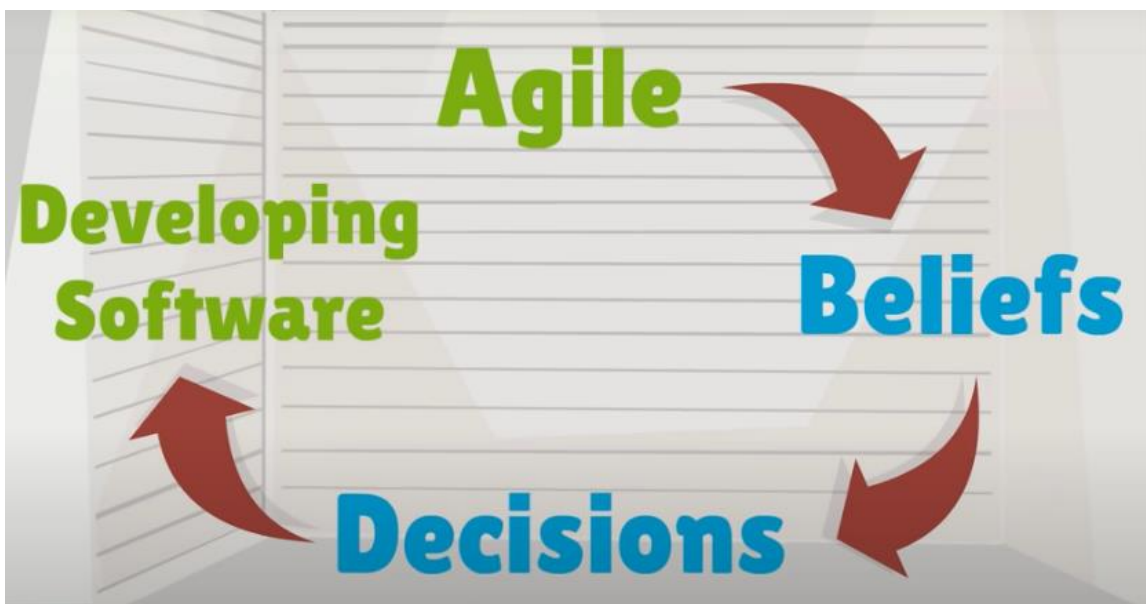 Agile
Beliefs
Decisions
Developing
Software